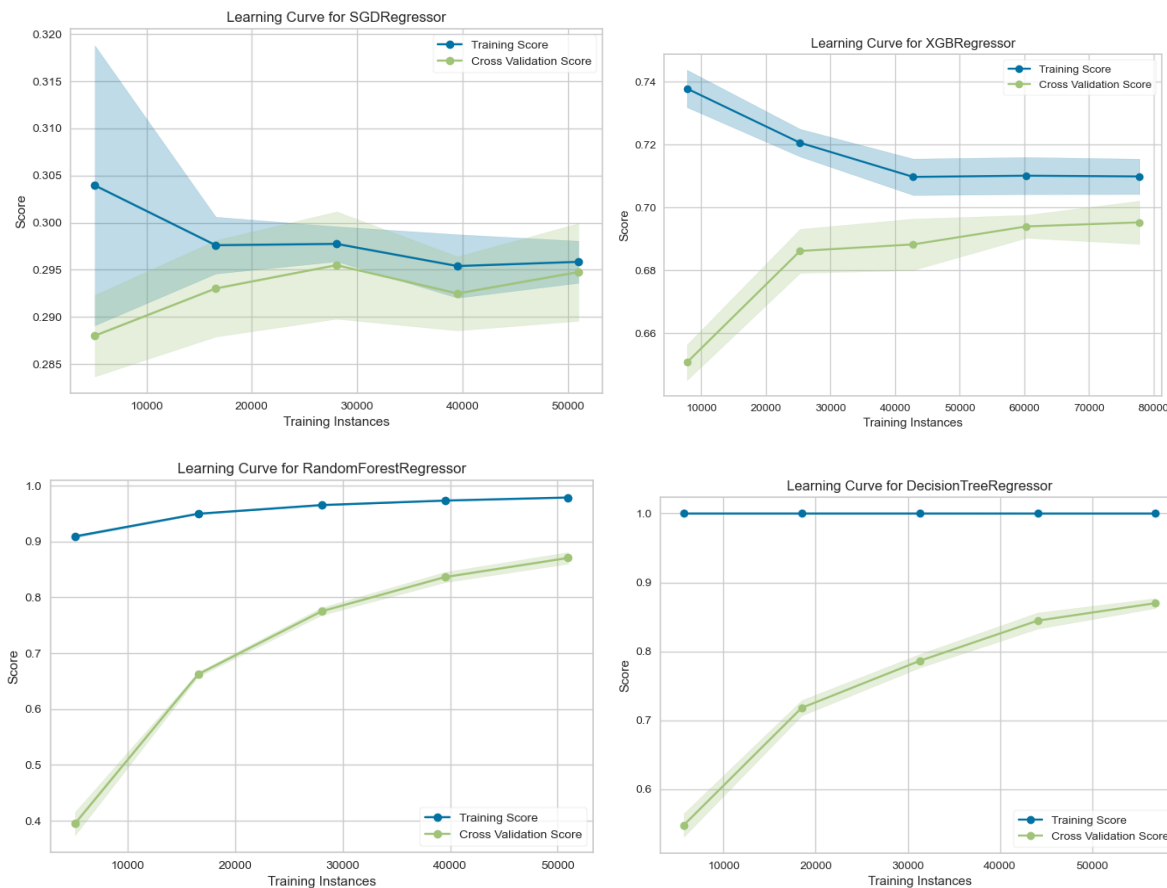 Learning Curve for SGDRegressor
0.320
0.315
0.310
0.305
0.300
0.295
0.290
0.285
Score
Training Score
Cross Validation Score
10000 20000 30000 40000 50000
Training Instances
Learning Curve for XGBRegressor
0.74
0.72
0.70
0.68
0.66
Score
Training Score
Cross Validation Score
10000 20000 30000 40000 50000 60000 70000 80000
Training Instances
Learning Curve for RandomForestRegressor
1.0
0.9
0.8
0.7
0.6
0.5
0.4
Score
Training Score
Cross Validation Score
10000 20000 30000 40000 50000
Training Instances
Learning Curve for DecisionTreeRegressor
1.0
0.9
0.8
0.7
0.6
Score
Training Score
Cross Validation Score
10000 20000 30000 40000 50000
Training Instances